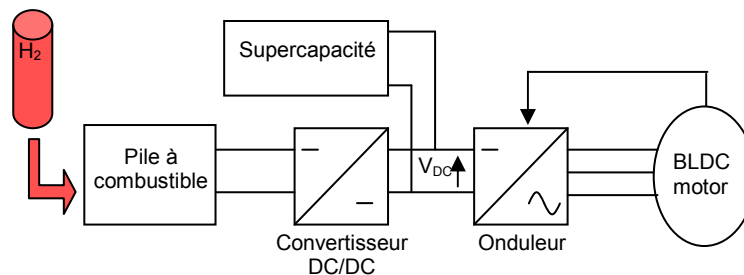 H₂
Supercapacité
Pile à
combustible
V_DC
BLDC
motor
Convertisseur
DC/DC
Onduleur